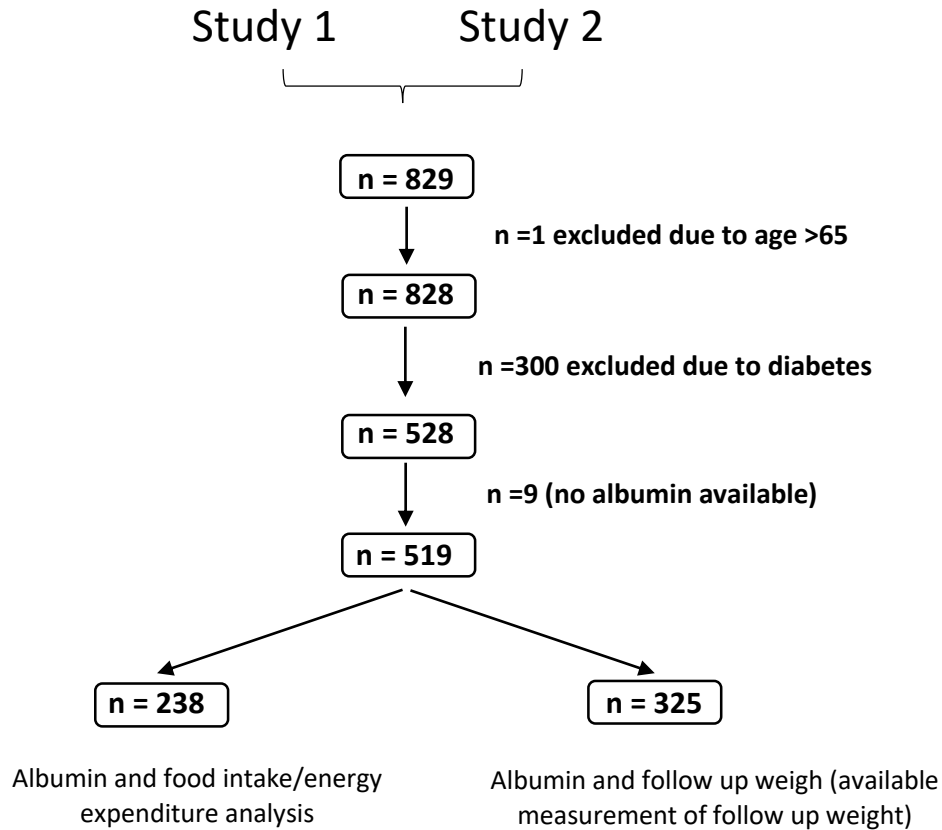 Study 1 Study 2
n = 829
n =1 excluded due to age >65
n = 828
n =300 excluded due to diabetes
n = 528
n =9 (no albumin available)
n = 519
n = 238
n = 325
Albumin and food intake/energy
expenditure analysis
Albumin and follow up weigh (available
measurement of follow up weight)